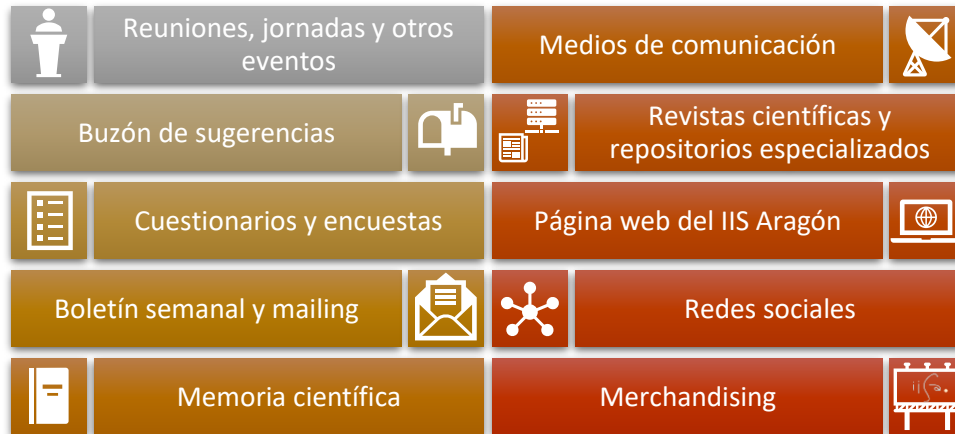 Reuniones, jornadas y otros
eventos
Medios de comunicación
Buzón de sugerencias
Revistas científicas y
repositorios especializados
Cuestionarios y encuestas
Página web del IIS Aragón
Boletín semanal y mailing
Redes sociales
Memoria científica
Merchandising